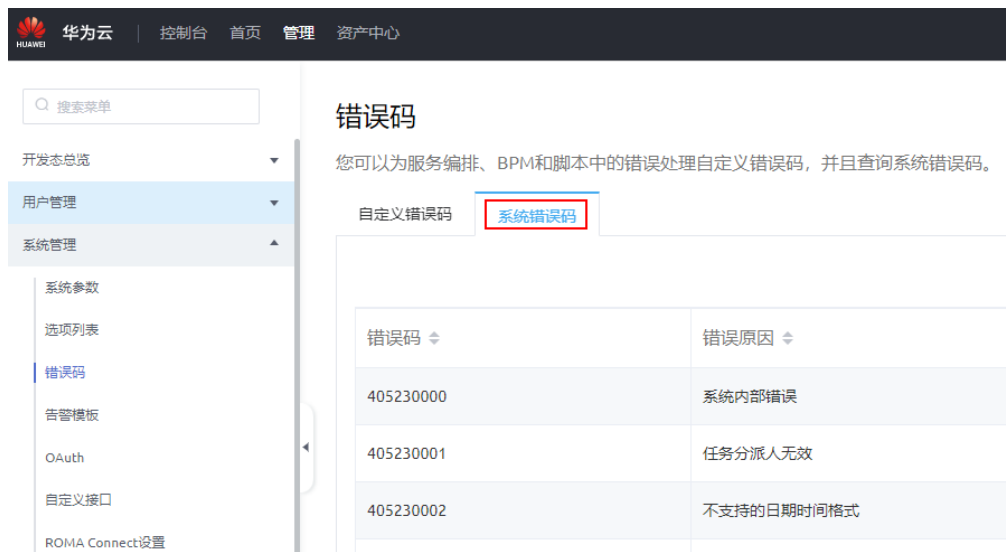 HUAWEI 华为云 控制台 首页 管理 资产中心
搜索菜单
开发态总览
用户管理
系统管理
系统参数
选项列表
错误码
告警模板
OAuth
自定义接口
ROMA Connect设置
错误码
您可以为服务编排、BPM和脚本中的错误处理自定义错误码，并且查询系统错误码。
自定义错误码 系统错误码
错误码 错误原因
405230000 系统内部错误
405230001 任务分派人无效
405230002 不支持的日期时间格式